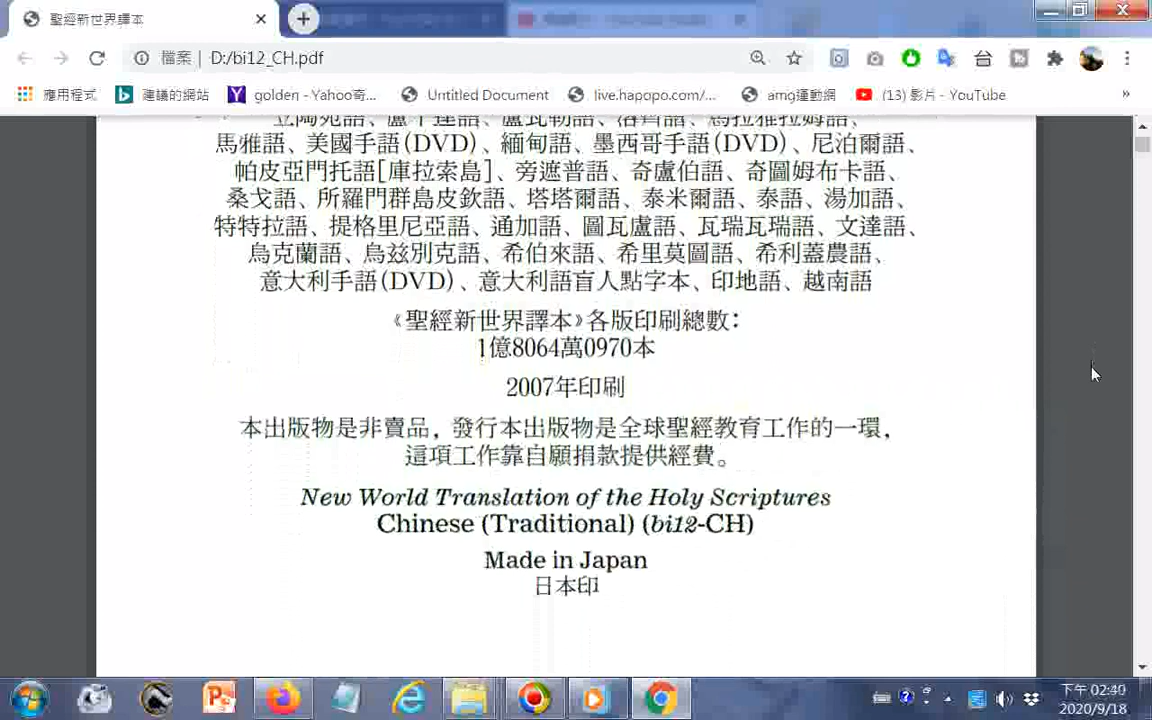 聖經新世界譯本
檔案 | D:/bi12_CH.pdf
應用程式 建議的網站 golden - Yahoo奇... Untitled Document live.hapopo.com/... amg運動網 (13) 影片 - YouTube »
馬雅語、美國手語(DVD)、緬甸語、墨西哥手語(DVD)、尼泊爾語、
帕皮亞門托語[庫拉索島]、旁遮普語、奇盧伯語、奇圖姆布卡語、
桑戈語、所羅門群島皮欽語、塔塔爾語、泰米爾語、泰語、湯加語、
特特拉語、提格里尼亞語、通加語、圖瓦盧語、瓦瑞瓦瑞語、文達語、
烏克蘭語、烏茲別克語、希伯來語、希里莫圖語、希利蓋農語、
意大利手語(DVD)、意大利語盲人點字本、印地語、越南語
《聖經新世界譯本》各版印刷總數：
1億8064萬0970本
2007年印刷
本出版物是非賣品，發行本出版物是全球聖經教育工作的一環，
這項工作靠自願捐款提供經費。
New World Translation of the Holy Scriptures
Chinese (Traditional) (bi12-CH)
Made in Japan
日本印
下午 02:40
2020/9/18